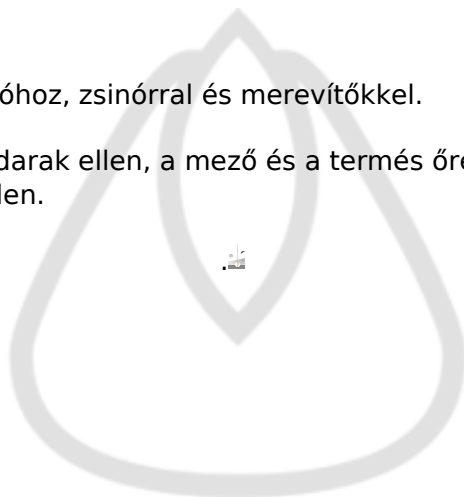 óhoz, zsinórral és merevítőkkel.
darak ellen, a mező és a termés őre
len.